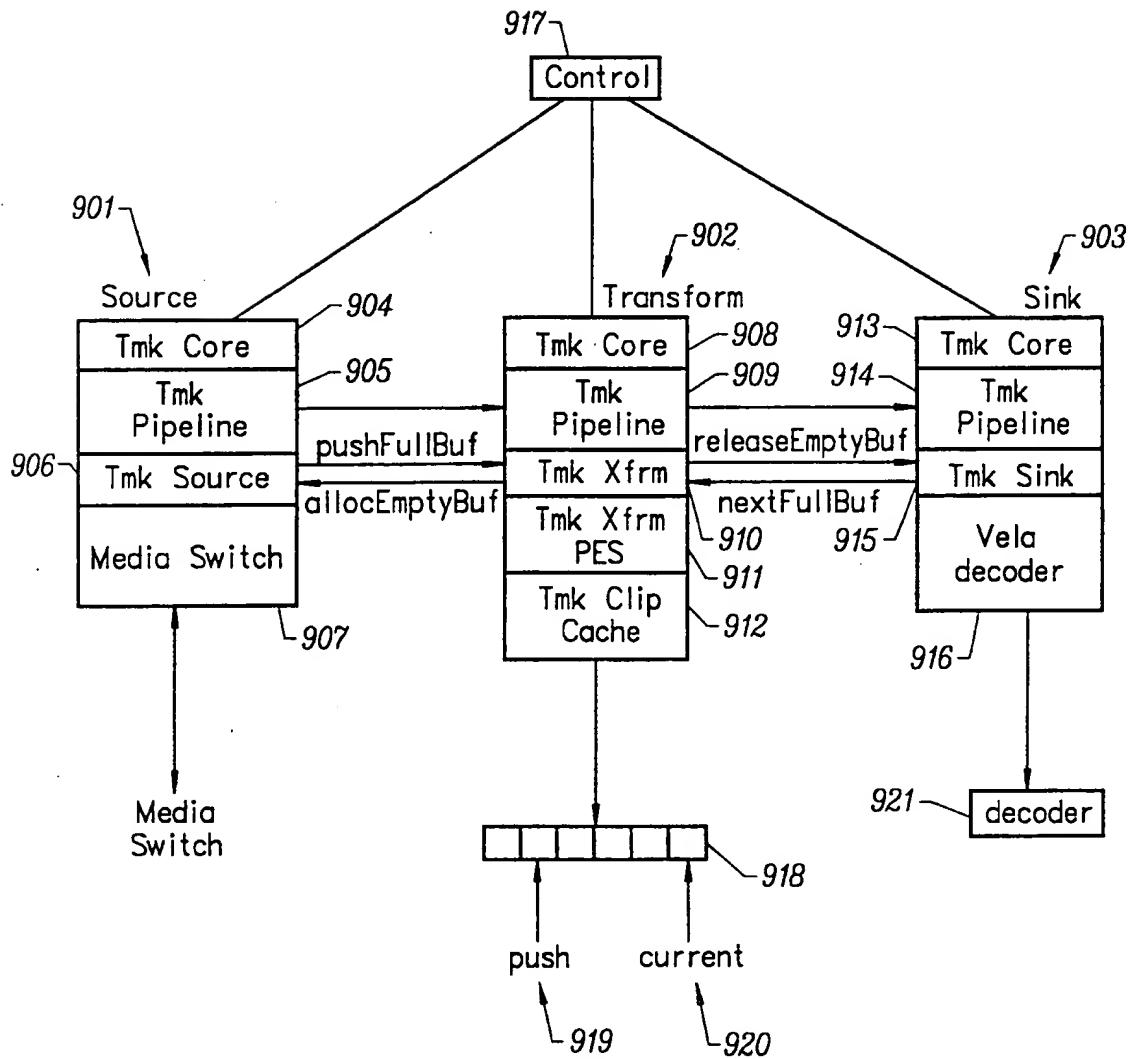 917
Control
901
902
903
Source
Transform
Sink
904
908
913
Tmk Core
Tmk Core
Tmk Core
905
909
914
Tmk
Pipeline
Tmk
Pipeline
Tmk
Pipeline
pushFullBuf
releaseEmptyBuf
906
Tmk Source
Tmk Xfrm
Tmk Sink
allocEmptyBuf
nextFullBuf
910
915
Media Switch
Tmk Xfrm
PES
Vela
decoder
911
907
Tmk Clip
Cache
912
916
Media
Switch
921
decoder
918
push
current
919
920